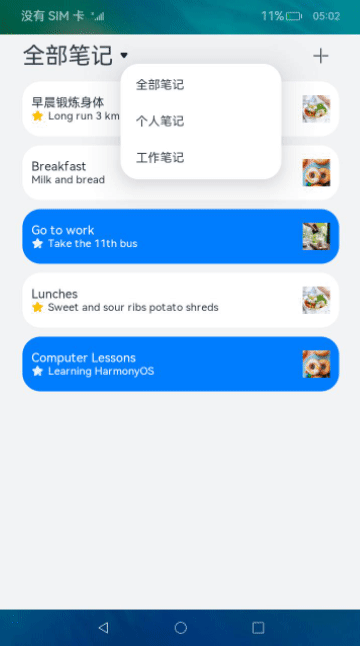 没有 SIM 卡
11%
05:02
全部笔记
全部笔记
个人笔记
工作笔记
早晨锻炼身体
Long run 3 km
Breakfast
Milk and bread
Go to work
Take the 11th bus
Lunches
Sweet and sour ribs potato shreds
Computer Lessons
Learning HarmonyOS